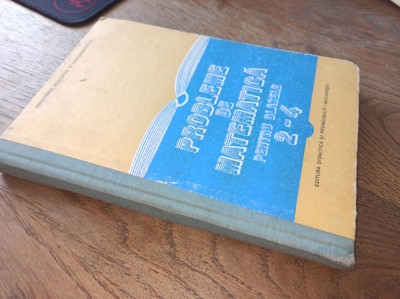 PROBLEME
DE
MATEMATICĂ
PENTRU CLASELE
2-4
EDITURA DIDACTICĂ ȘI PEDAGOGICĂ - BUCUREȘTI